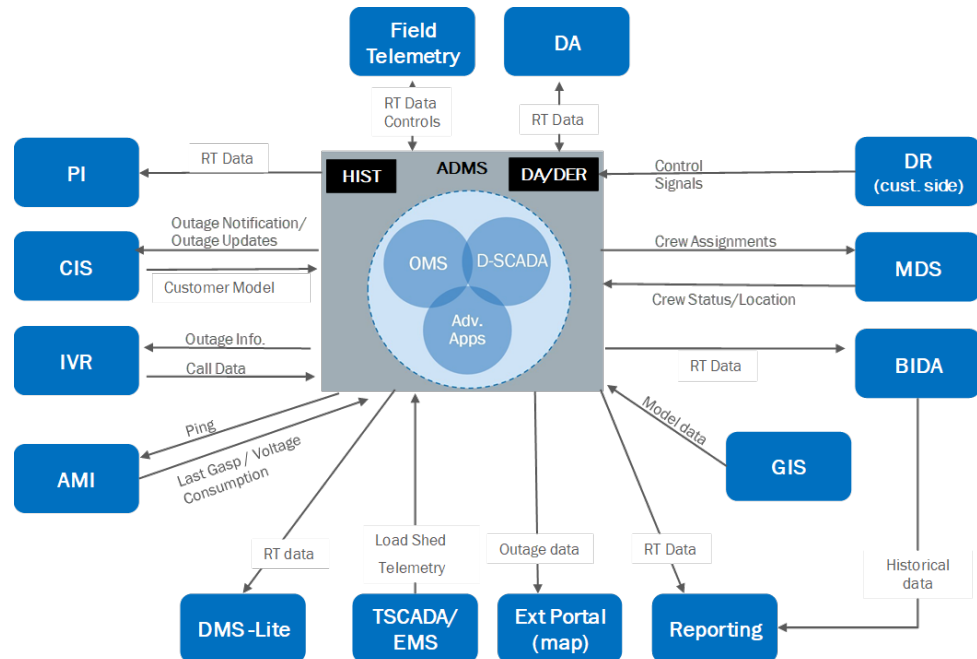 Field
Telemetry
DA
RT Data
Controls
RT Data
PI
RT Data
HIST
ADMS
DA/DER
Control
Signals
DR
(cust. side)
CIS
Outage Notification/
Outage Updates
Customer Model
OMS
D-SCADA
Adv.
Apps
Crew Assignments
Crew Status/Location
MDS
IVR
Outage Info.
Call Data
RT Data
BIDA
AMI
Ping
Last Gasp / Voltage
Consumption
Model data
GIS
RT data
Load Shed
Telemetry
Outage data
RT Data
Historical
data
DMS-Lite
TSCADA/
EMS
Ext Portal
(map)
Reporting